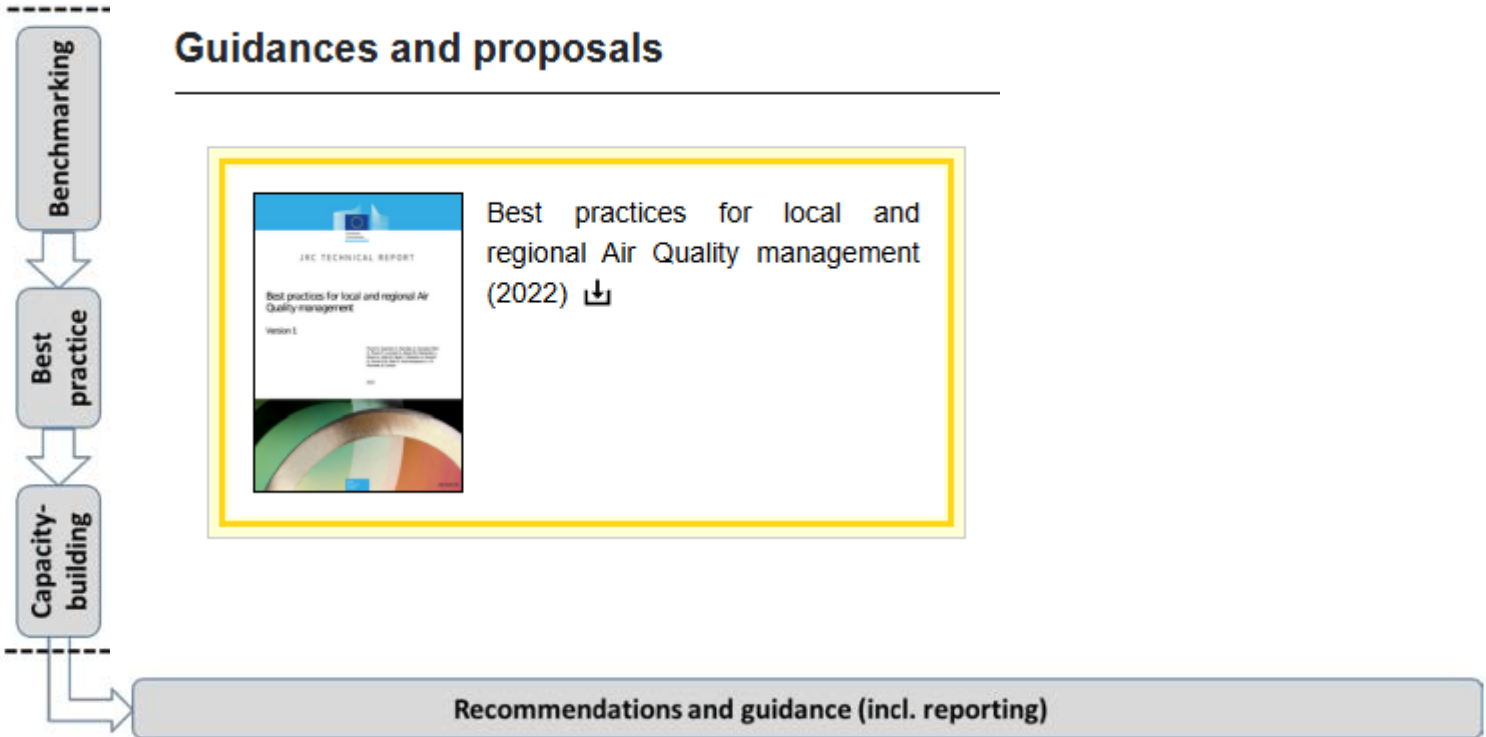 Benchmarking
Best
practice
Capacity-
building
Guidances and proposals
JRC TECHNICAL REPORT
Best practices for local and regional Air
Quality management
Version 1
Best practices for local and
regional Air Quality management
(2022)
Recommendations and guidance (incl. reporting)